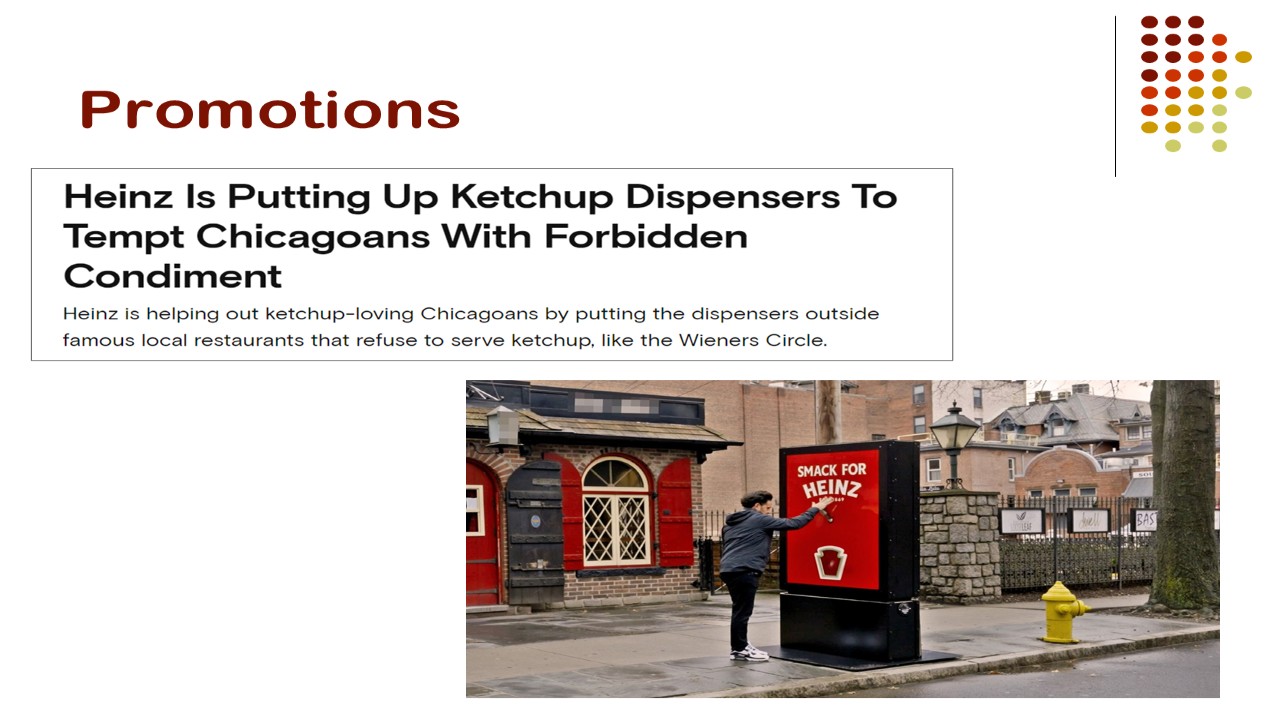 Promotions
Heinz Is Putting Up Ketchup Dispensers To
Tempt Chicagoans With Forbidden
Condiment
Heinz is helping out ketchup-loving Chicagoans by putting the dispensers outside
famous local restaurants that refuse to serve ketchup, like the Wieners Circle.
SMACK FOR
HEINZ